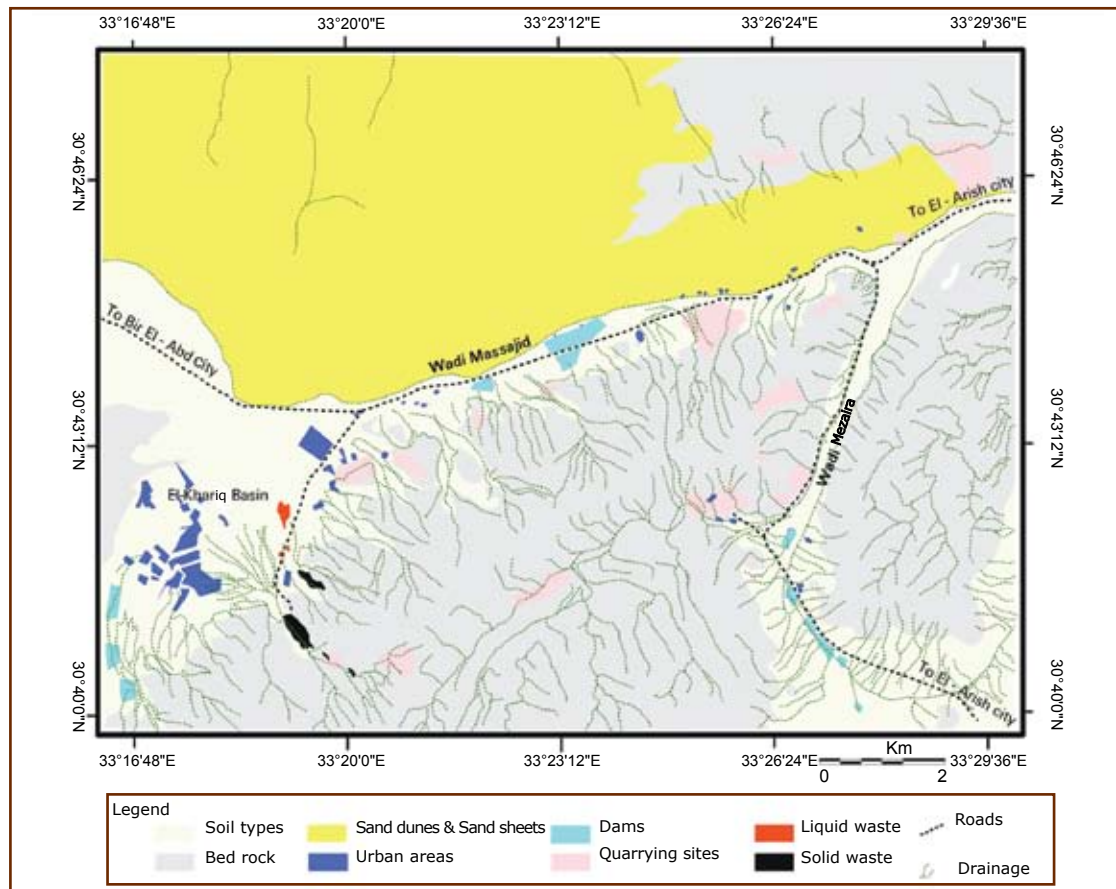 33°16'48"E 33°20'0"E 33°23'12"E 33°26'24"E 33°29'36"E
30°46'24"N
30°46'24"N
To El - Arish city
To Bir El - Abd City
Wadi Massajid
30°43'12"N
30°43'12"N
Wadi Mezaira
El-Khariq Basin
30°40'0"N
30°40'0"N
To El - Arish city
33°16'48"E 33°20'0"E 33°23'12"E 33°26'24"E 33°29'36"E
Km
0 2
Legend
Soil types Sand dunes & Sand sheets Dams Liquid waste Roads
Bed rock Urban areas Quarrying sites Solid waste Drainage